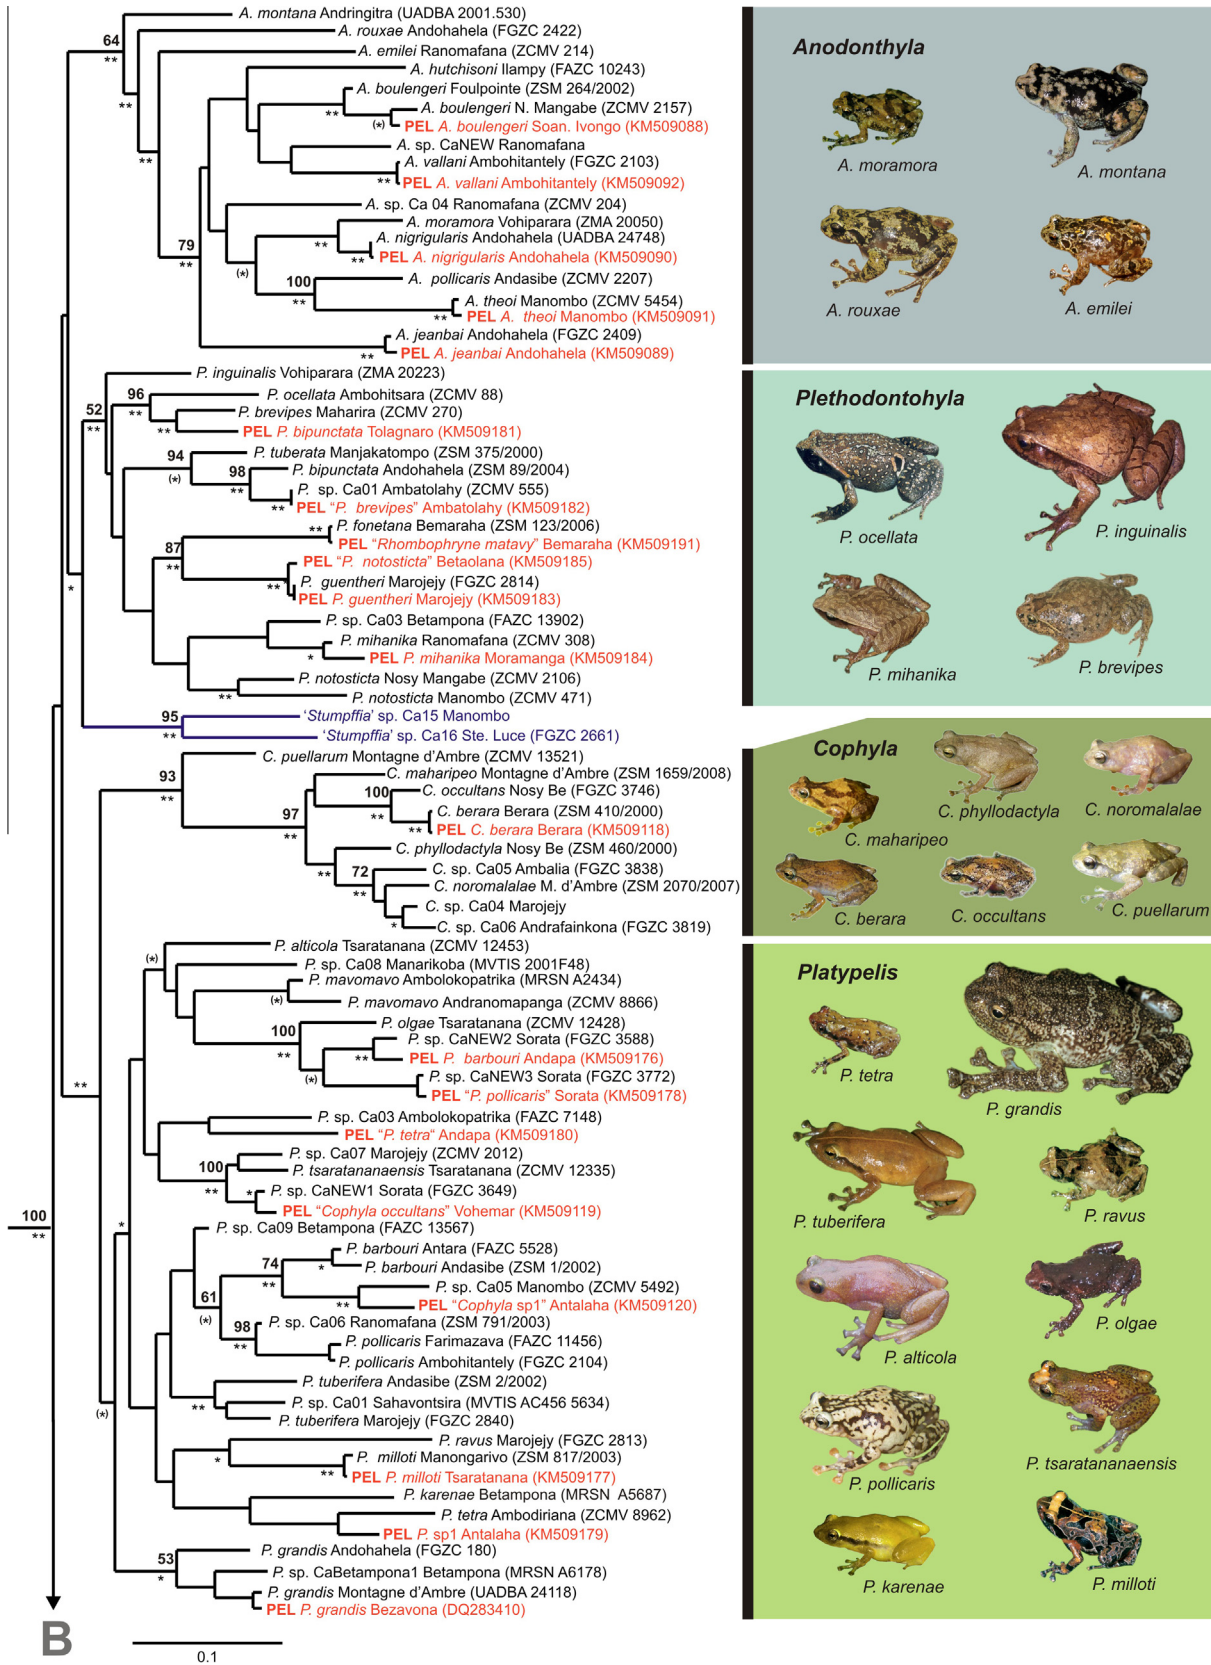 A. montana Andringitra (UADBA 2001.530)
64
**
A. rouxae Andohahela (FGZC 2422)
A. emilei Ranomafana (ZCMV 214)
**
A. hutchisoni Ilampy (FAZC 10243)
A. boulengeri Foulpointe (ZSM 264/2002)
**
A. boulengeri N. Mangabe (ZCMV 2157)
(*)
PEL A. boulengeri Soan. Ivongo (KM509088)
**
A. sp. CaNEW Ranomafana
A. vallani Ambohitantely (FGZC 2103)
**
PEL A. vallani Ambohitantely (KM509092)
A. sp. Ca 04 Ranomafana (ZCMV 204)
A. moramora Vohiparara (ZMA 20050)
**
A. nigrigularis Andohahela (UADBA 24748)
79
**
**
PEL A. nigrigularis Andohahela (KM509090)
(*)
100
A. pollicaris Andasibe (ZCMV 2207)
**
A. theoi Manombo (ZCMV 5454)
**
PEL A. theoi Manombo (KM509091)
A. jeanbai Andohahela (FGZC 2409)
**
PEL A. jeanbai Andohahela (KM509089)
P. inguinalis Vohiparara (ZMA 20223)
96
P. ocellata Ambohitsara (ZCMV 88)
52
**
**
P. brevipes Maharira (ZCMV 270)
**
PEL P. bipunctata Tolagnaro (KM509181)
94
P. tuberata Manjakatompo (ZSM 375/2000)
(*)
98
P. bipunctata Andohahela (ZSM 89/2004)
**
P. sp. Ca01 Ambatolahy (ZCMV 555)
**
PEL "P. brevipes" Ambatolahy (KM509182)
**
P. fonetana Bemaraha (ZSM 123/2006)
87
**
PEL "Rhombophryne matavy" Bemaraha (KM509191)
PEL "P. notosticta" Betaolana (KM509185)
*
**
P. guentheri Marojejy (FGZC 2814)
PEL P. guentheri Marojejy (KM509183)
P. sp. Ca03 Betampona (FAZC 13902)
P. mihanika Ranomafana (ZCMV 308)
*
PEL P. mihanika Moramanga (KM509184)
P. notosticta Nosy Mangabe (ZCMV 2106)
**
P. notosticta Manombo (ZCMV 471)
95
**
'Stumpffia' sp. Ca15 Manombo
'Stumpffia' sp. Ca16 Ste. Luce (FGZC 2661)
C. puellarum Montagne d'Ambre (ZCMV 13521)
93
**
C. maharipeo Montagne d'Ambre (ZSM 1659/2008)
100
**
C. occultans Nosy Be (FGZC 3746)
97
**
C. berara Berara (ZSM 410/2000)
**
PEL C. berara Berara (KM509118)
C. phyllodactyla Nosy Be (ZSM 460/2000)
**
72
**
C. sp. Ca05 Ambalia (FGZC 3838)
C. noromalalae M. d'Ambre (ZSM 2070/2007)
C. sp. Ca04 Marojejy
*
C. sp. Ca06 Andrafainkona (FGZC 3819)
P. alticola Tsaratanana (ZCMV 12453)
(*)
P. sp. Ca08 Manarikoba (MVTIS 2001F48)
P. mavomavo Ambolokopatrika (MRSN A2434)
(*)
P. mavomavo Andranomapanga (ZCMV 8866)
100
**
P. olgae Tsaratanana (ZCMV 12428)
P. sp. CaNEW2 Sorata (FGZC 3588)
**
PEL P. barbouri Andapa (KM509176)
(*)
P. sp. CaNEW3 Sorata (FGZC 3772)
**
PEL "P. pollicaris" Sorata (KM509178)
P. sp. Ca03 Ambolokopatrika (FAZC 7148)
PEL "P. tetra" Andapa (KM509180)
P. sp. Ca07 Marojejy (ZCMV 2012)
100
**
P. tsaratananaensis Tsaratanana (ZCMV 12335)
*
P. sp. CaNEW1 Sorata (FGZC 3649)
**
PEL "Cophyla occultans" Vohemar (KM509119)
100
**
*
P. sp. Ca09 Betampona (FAZC 13567)
P. barbouri Antara (FAZC 5528)
74
**
*
P. barbouri Andasibe (ZSM 1/2002)
P. sp. Ca05 Manombo (ZCMV 5492)
**
61
(*)
PEL "Cophyla sp1" Antalaha (KM509120)
98
**
P. sp. Ca06 Ranomafana (ZSM 791/2003)
P. pollicaris Farimazava (FAZC 11456)
P. pollicaris Ambohitantely (FGZC 2104)
P. tuberifera Andasibe (ZSM 2/2002)
**
P. sp. Ca01 Sahavontsira (MVTIS AC456 5634)
(*)
P. tuberifera Marojejy (FGZC 2840)
P. ravus Marojejy (FGZC 2813)
*
P. milloti Manongarivo (ZSM 817/2003)
**
PEL P. milloti Tsaratanana (KM509177)
P. karenae Betampona (MRSN A5687)
P. tetra Ambodiriana (ZCMV 8962)
PEL P. sp1 Antalaha (KM509179)
P. grandis Andohahela (FGZC 180)
53
*
P. sp. CaBetampona1 Betampona (MRSN A6178)
P. grandis Montagne d'Ambre (UADBA 24118)
PEL P. grandis Bezavona (DQ283410)
B
0.1
Anodonthyla
A. moramora
A. montana
A. rouxae
A. emilei
Plethodontohyla
P. ocellata
P. inguinalis
P. mihanika
P. brevipes
Cophyla
C. maharipeo
C. phyllodactyla
C. noromalalae
C. berara
C. occultans
C. puellarum
Platypelis
P. tetra
P. grandis
P. tuberifera
P. ravus
P. alticola
P. olgae
P. pollicaris
P. tsaratananaensis
P. karenae
P. milloti